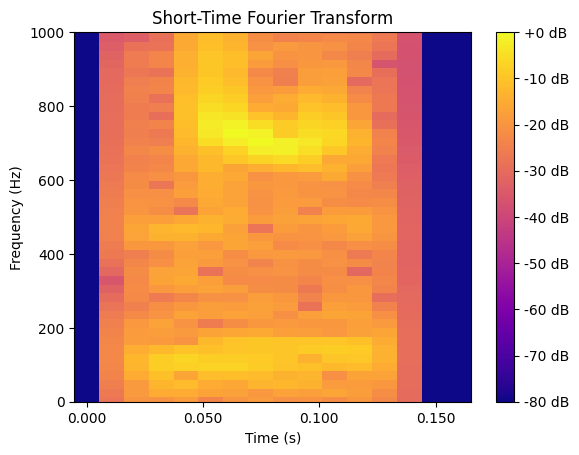 Short-Time Fourier Transform
Frequency (Hz)
1000
800
600
400
200
0
0.000
0.050
0.100
0.150
Time (s)
+0 dB
-10 dB
-20 dB
-30 dB
-40 dB
-50 dB
-60 dB
-70 dB
-80 dB